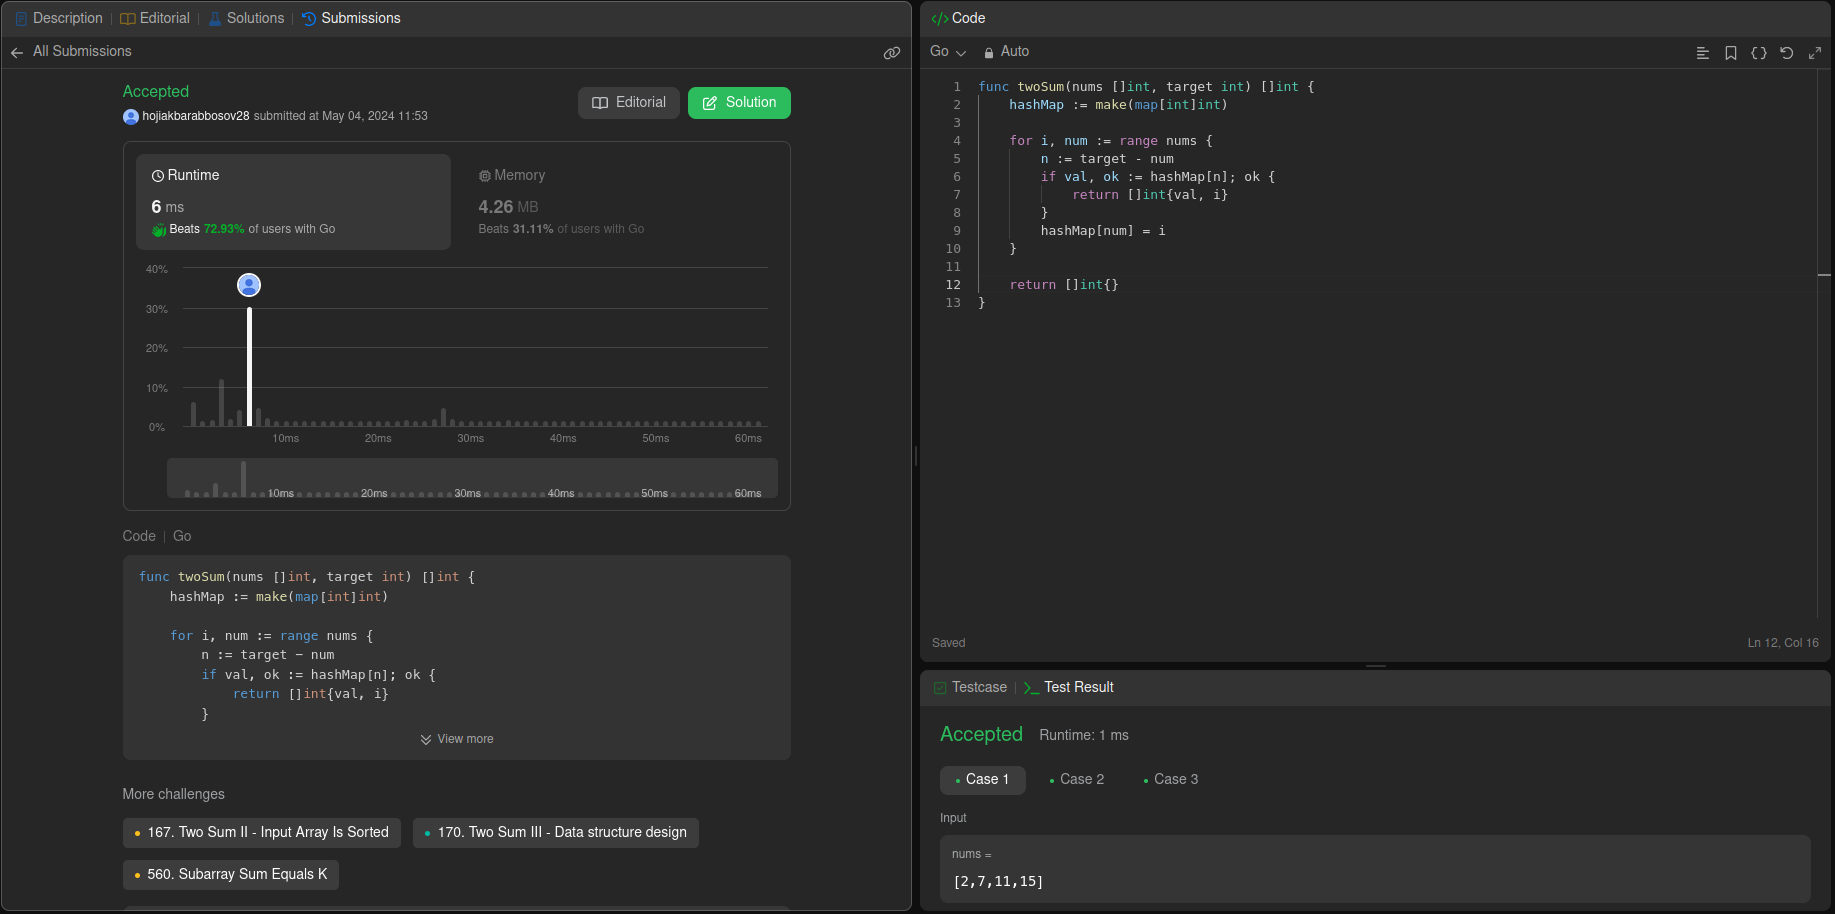 Description | Editorial | Solutions | Submissions
All Submissions
Accepted
hojiakbarabbosov28 submitted at May 04, 2024 11:53
Editorial
Solution
Runtime
6 ms
Beats 72.93% of users with Go
Memory
4.26 MB
Beats 31.11% of users with Go
40%
30%
20%
10%
0%
10ms 20ms 30ms 40ms 50ms 60ms
10ms 20ms 30ms 40ms 50ms 60ms
Code | Go
func twoSum(nums []int, target int) []int {
    hashMap := make(map[int]int)
    for i, num := range nums {
        n := target - num
        if val, ok := hashMap[n]; ok {
            return []int{val, i}
        }
View more
More challenges
167. Two Sum II - Input Array Is Sorted
170. Two Sum III - Data structure design
560. Subarray Sum Equals K
</> Code
Go
Auto
1 func twoSum(nums []int, target int) []int {
2     hashMap := make(map[int]int)
3
4     for i, num := range nums {
5         n := target - num
6         if val, ok := hashMap[n]; ok {
7             return []int{val, i}
8         }
9         hashMap[num] = i
10     }
11
12     return []int{}
13 }
Saved
Ln 12, Col 16
Testcase | Test Result
Accepted Runtime: 1 ms
Case 1 Case 2 Case 3
Input
nums =
[2,7,11,15]